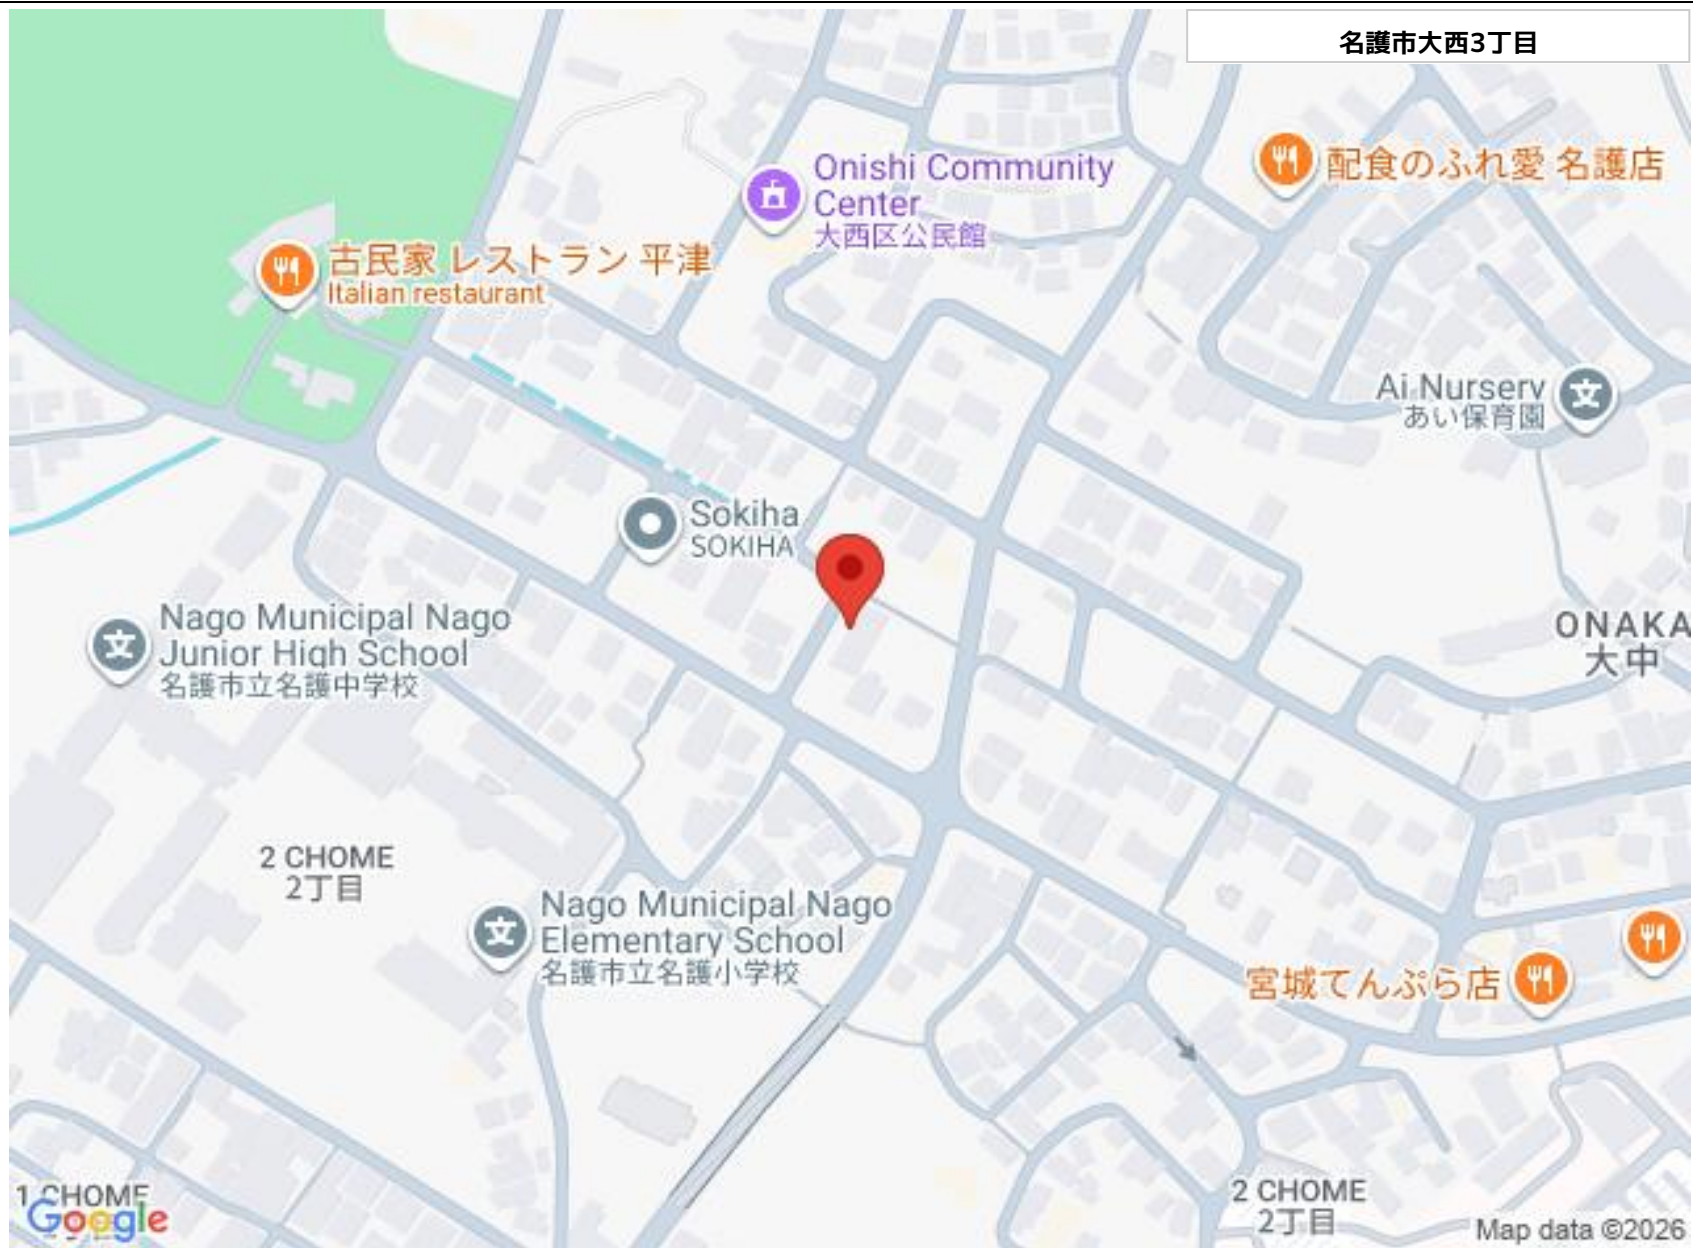 名護市大西3丁目
Onishi Community
Center
大西区公民館
配食のふれ愛 名護店
古民家 レストラン 平津
Italian restaurant
Ai Nursery
あい保育園
Sokiha
SOKIHA
Nago Municipal Nago
Junior High School
名護市立名護中学校
ONAKA
大中
2 CHOME
2丁目
Nago Municipal Nago
Elementary School
名護市立名護小学校
宮城てんぷら店
1 CHOME
Google
2 CHOME
2丁目
Map data ©2026